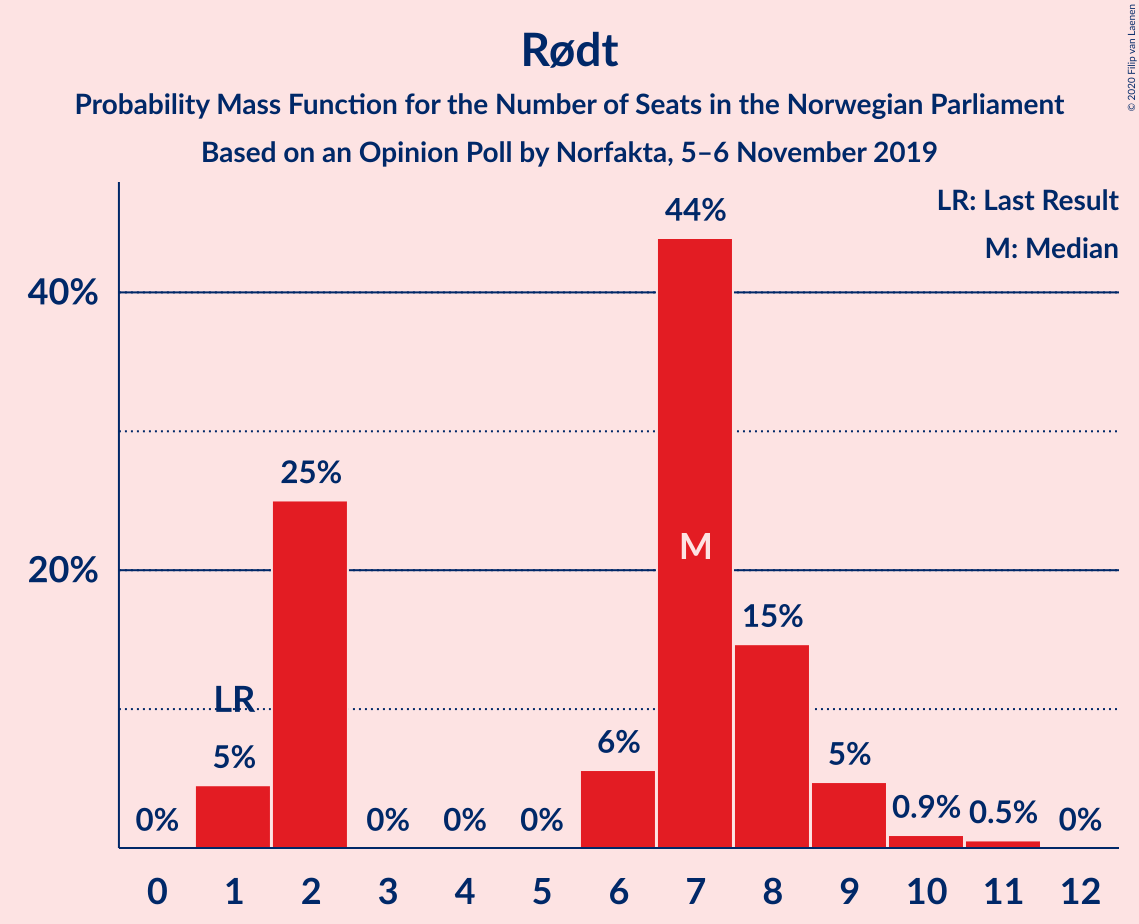 Rødt
Probability Mass Function for the Number of Seats in the Norwegian Parliament
Based on an Opinion Poll by Norfakta, 5–6 November 2019
© 2020 Filip van Laenen
LR: Last Result
M: Median
40%
20%
0%
5%
LR
25%
0%
0%
0%
6%
44%
M
15%
5%
0.9%
0.5%
0%
0 1 2 3 4 5 6 7 8 9 10 11 12